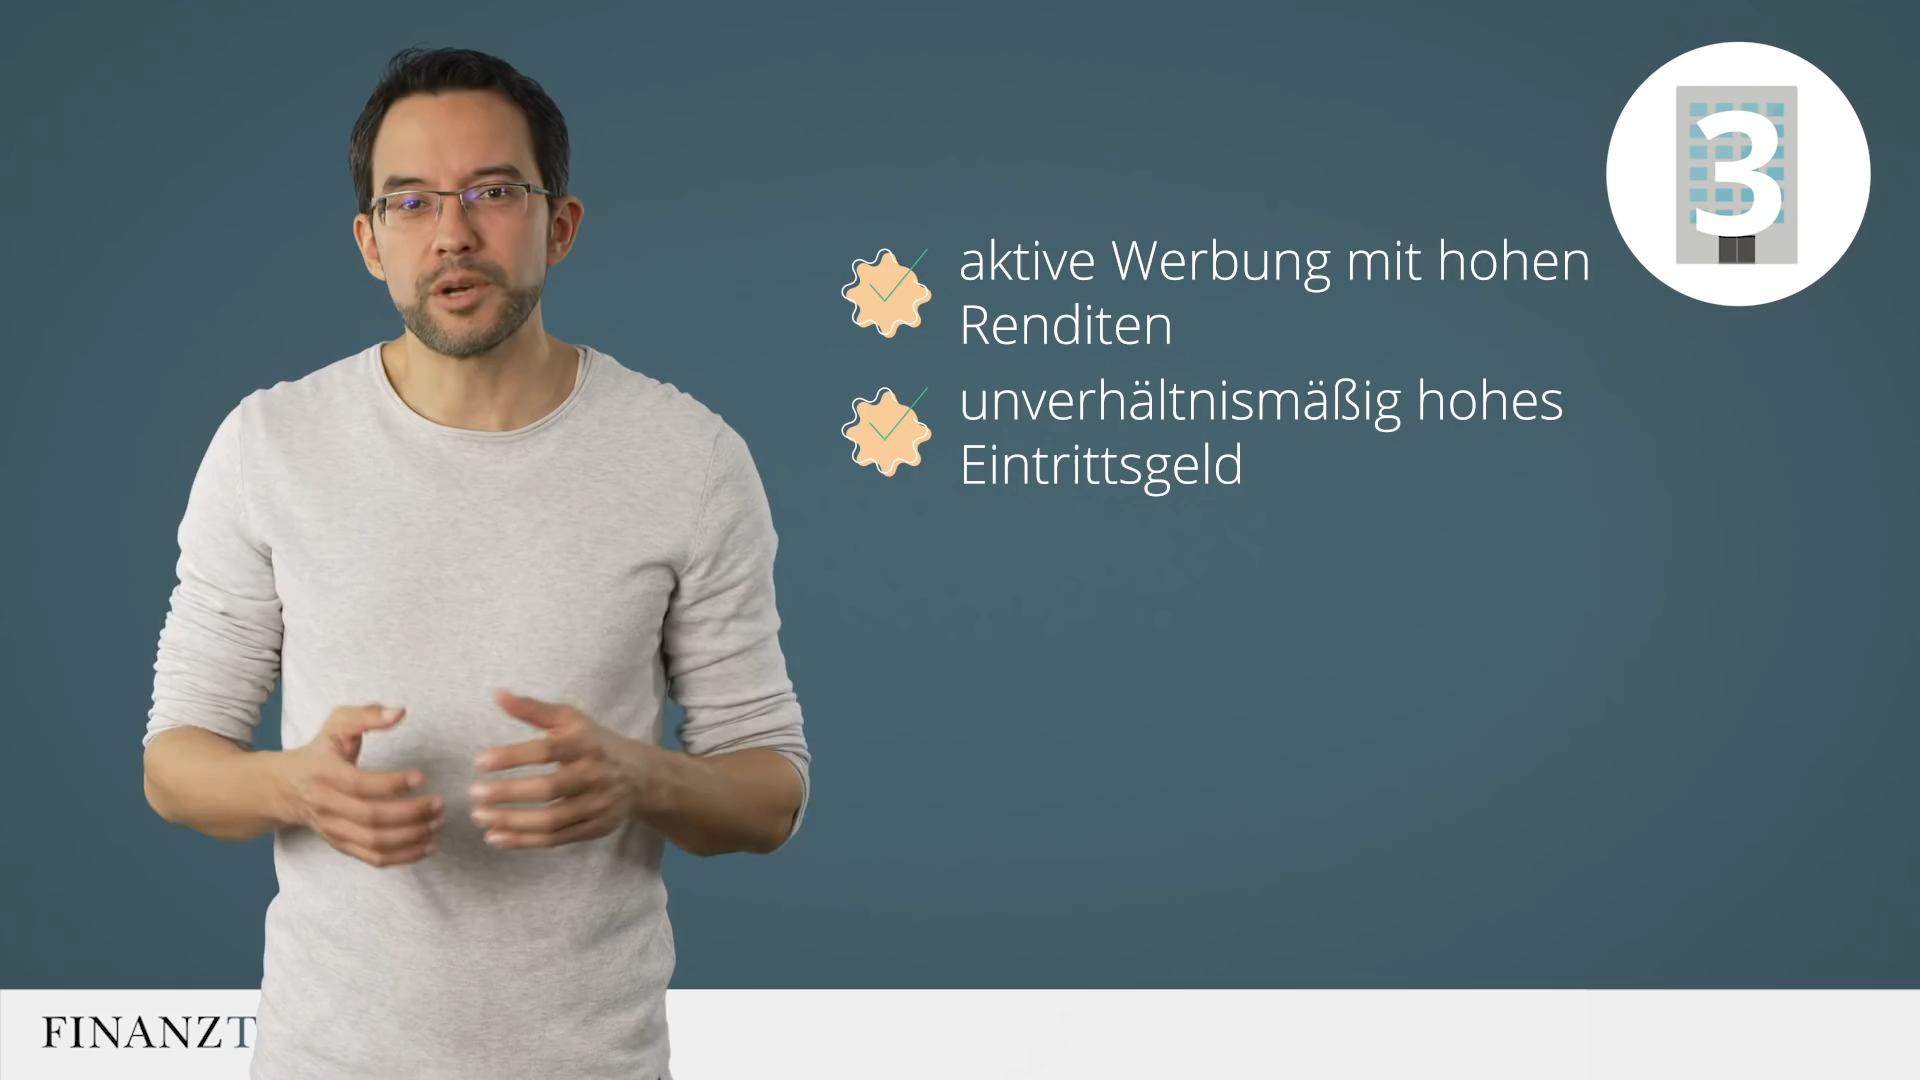 3
aktive Werbung mit hohen
Renditen
unverhältnismäßig hohes
Eintrittsgeld
FINANZT